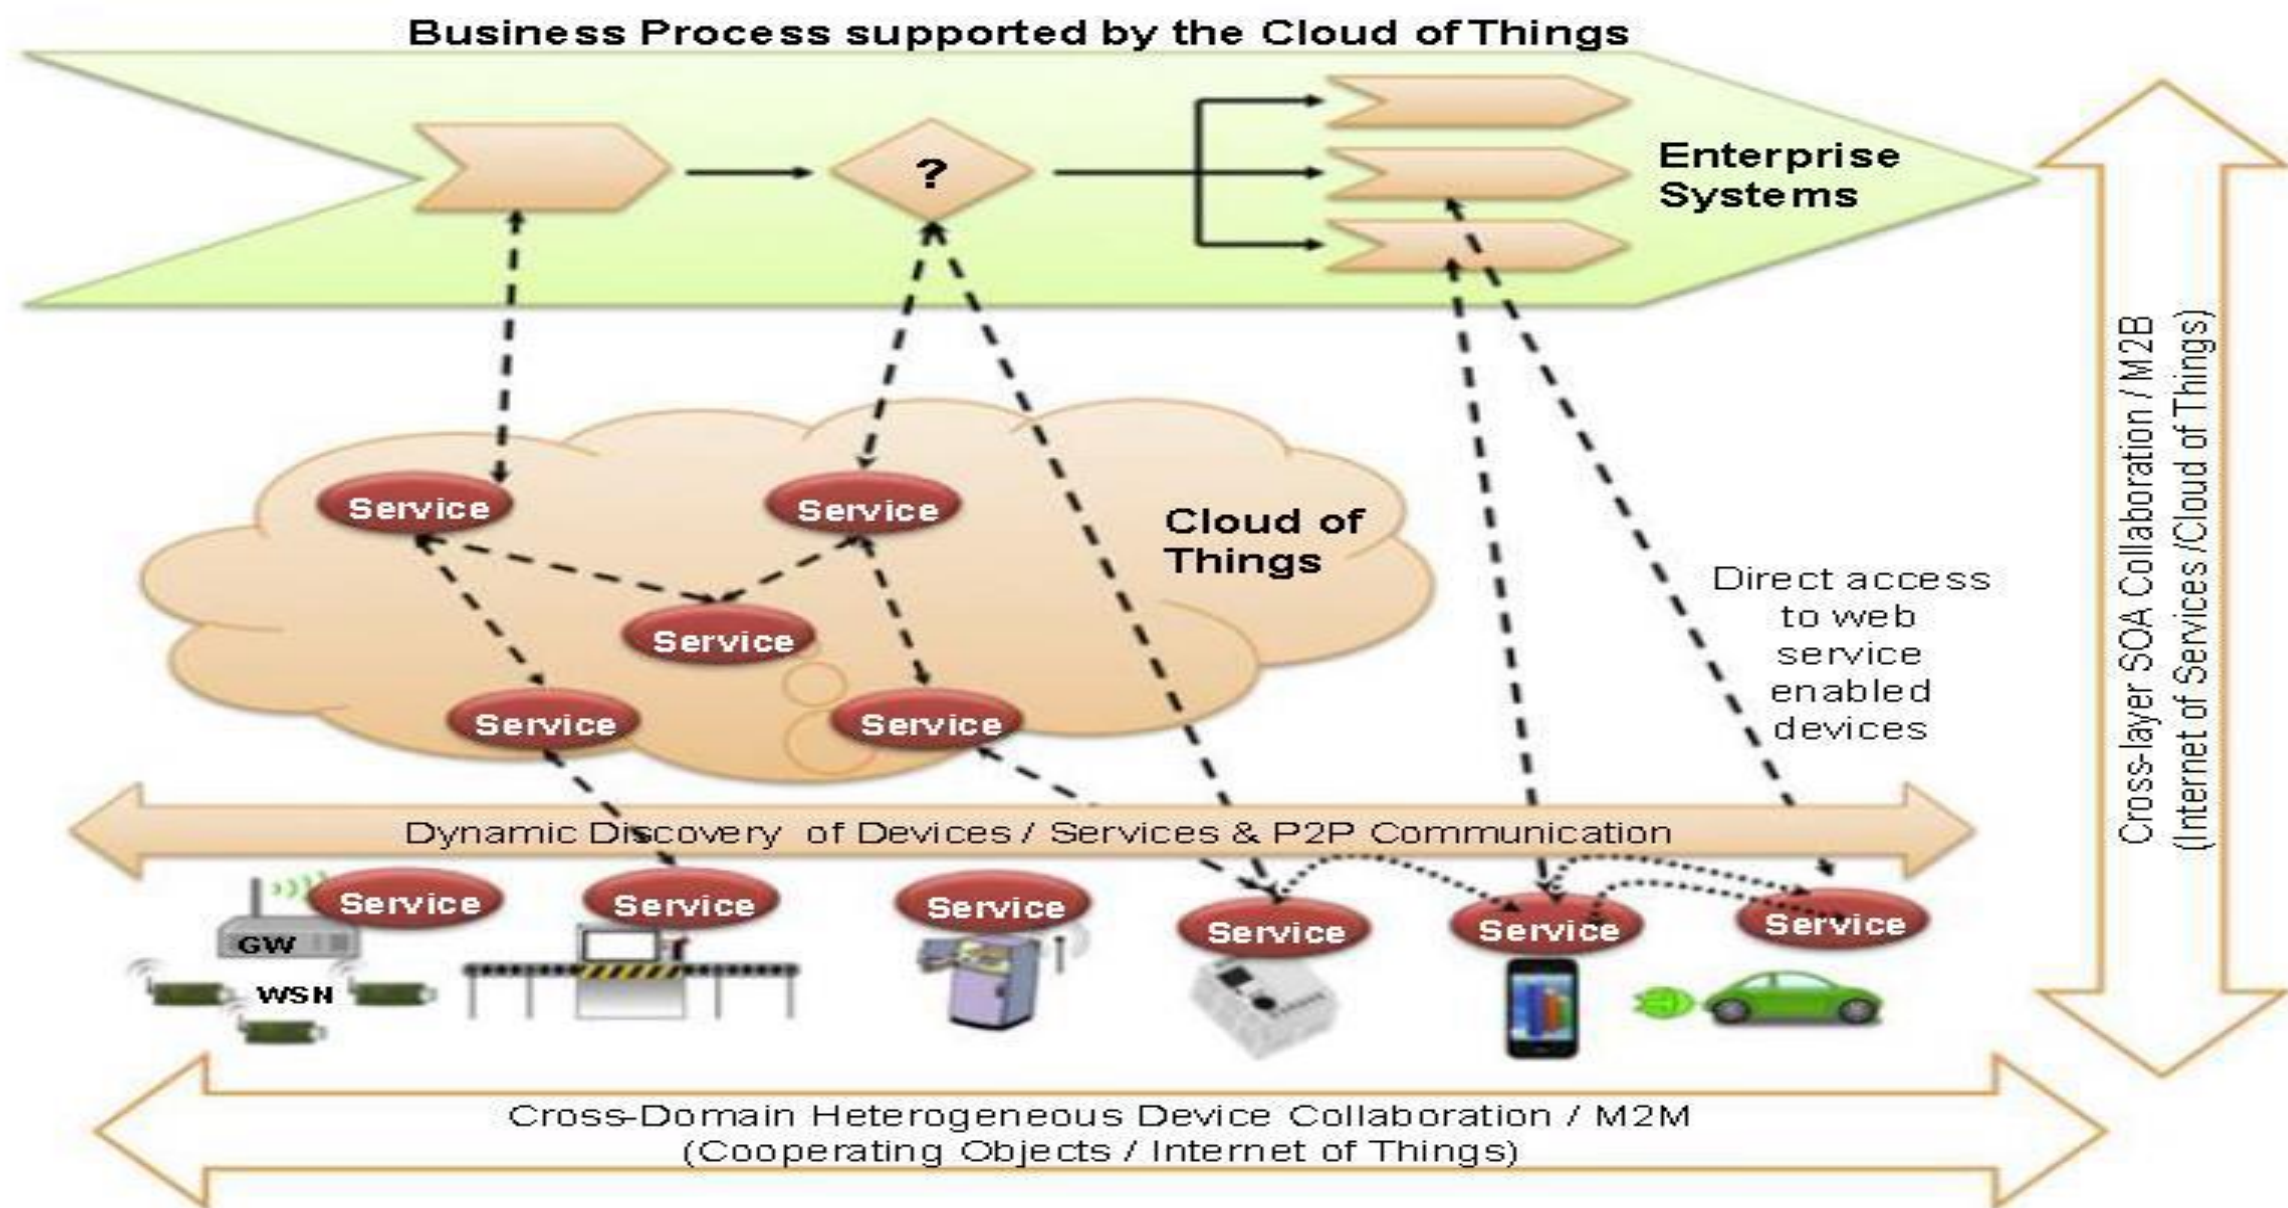 Business Process supported by the Cloud of Things
?
Enterprise
Systems
Service
Service
Cloud of
Things
Service
Service
Service
Direct access
to web
service
enabled
devices
Cross-layer SOA Collaboration / M2B
(Internet of Services /Cloud of Things)
Dynamic Discovery of Devices / Services & P2P Communication
Service
Service
Service
Service
Service
Service
GW
WSN
Cross-Domain Heterogeneous Device Collaboration / M2M
(Cooperating Objects / Internet of Things)